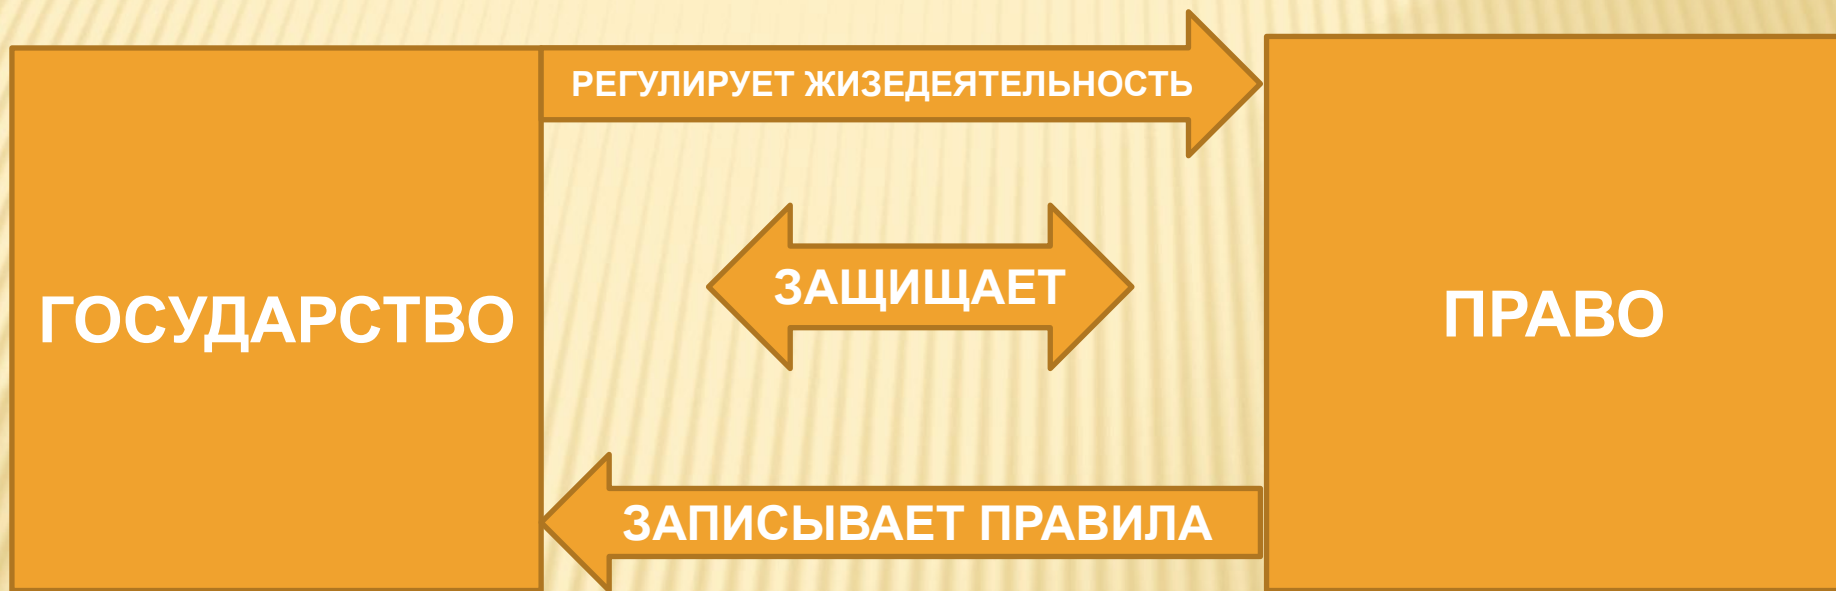 РЕГУЛИРУЕТ ЖИЗЕДЕЯТЕЛЬНОСТЬ
ГОСУДАРСТВО
ЗАЩИЩАЕТ
ПРАВО
ЗАПИСЫВАЕТ ПРАВИЛА